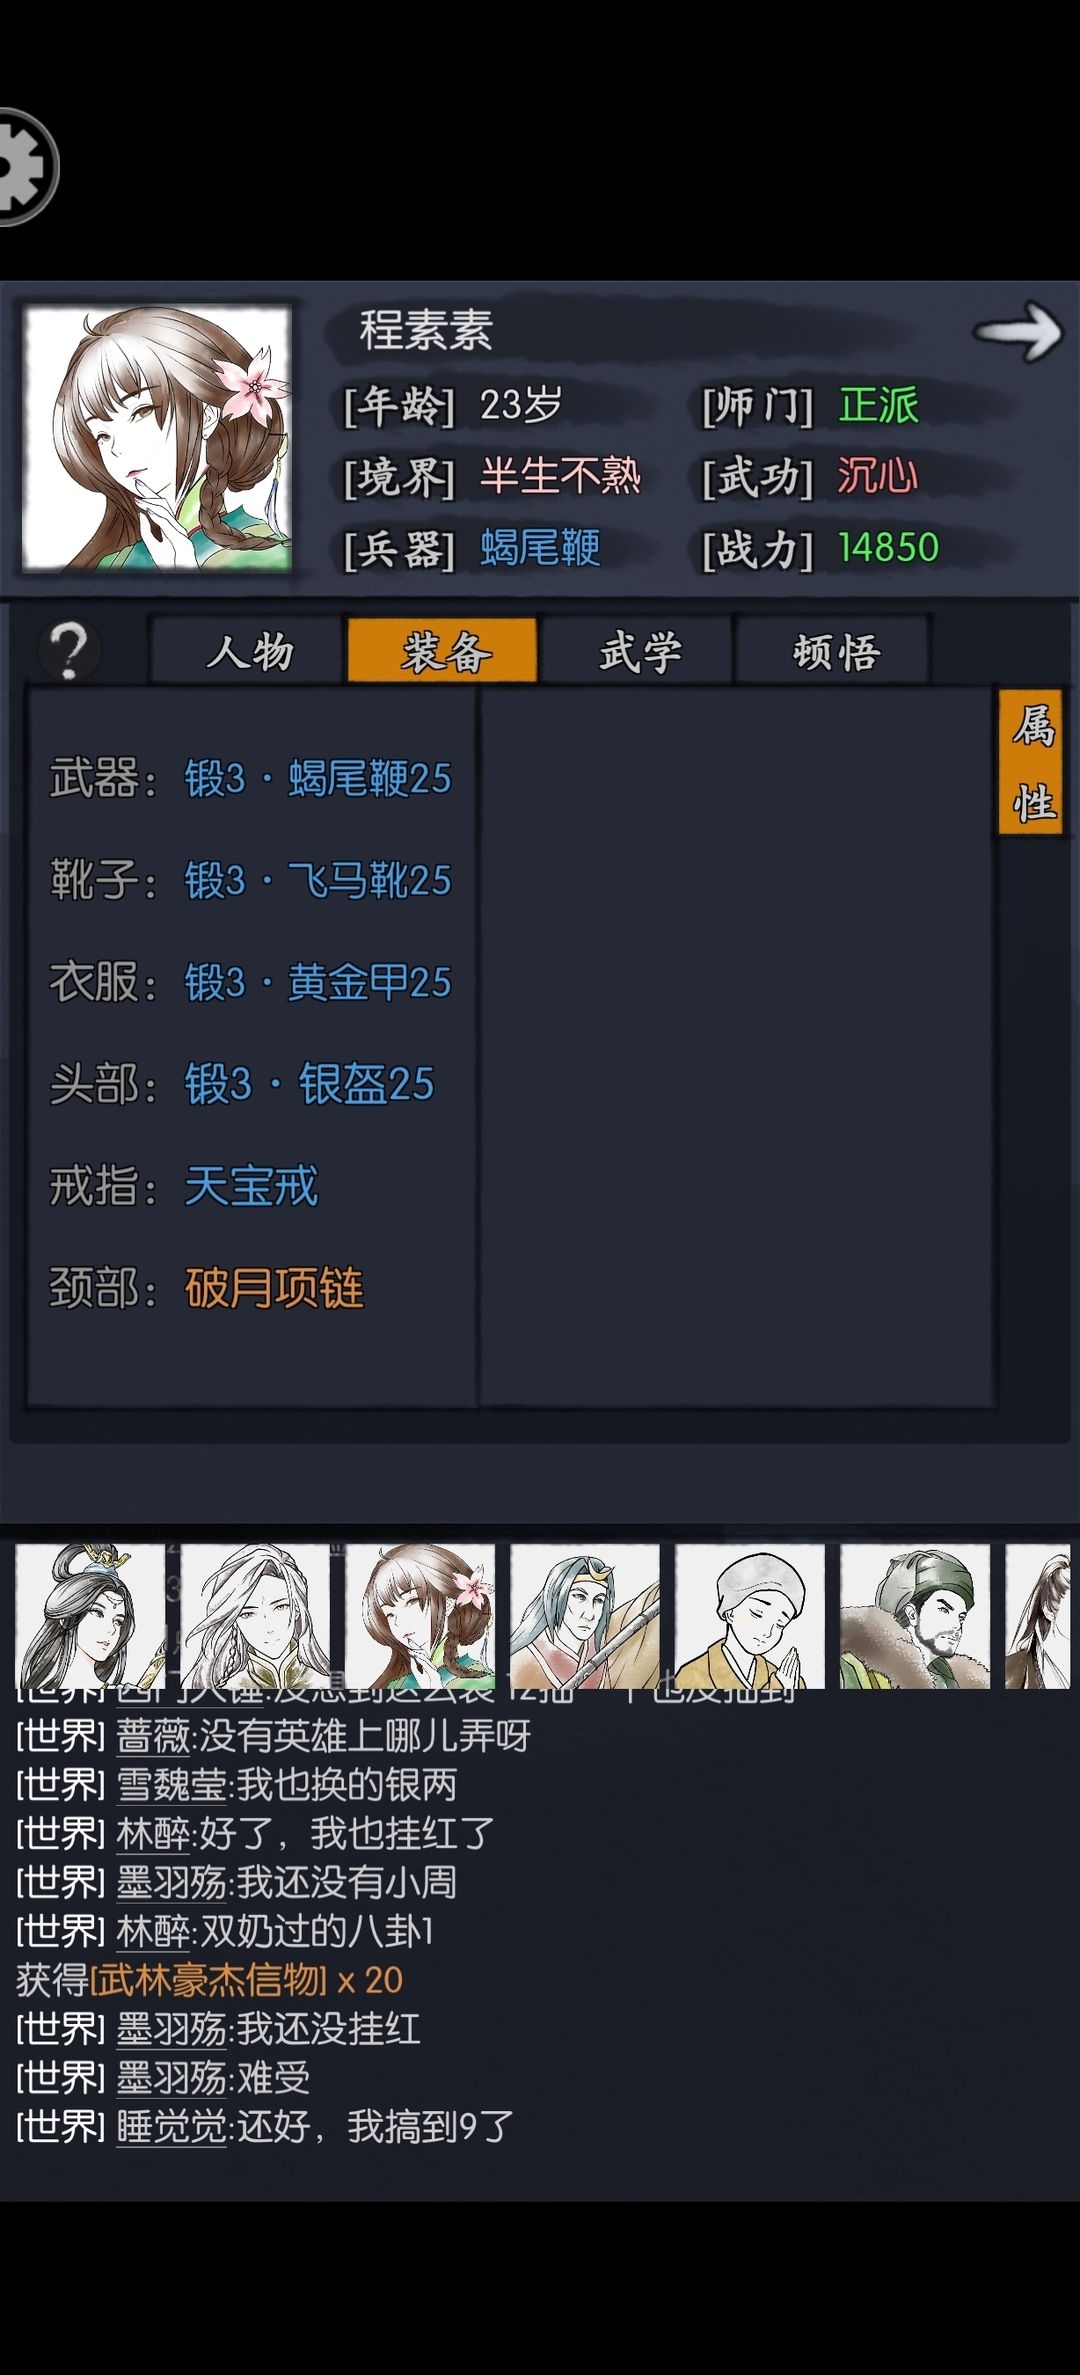 程素素
[年龄] 23岁 [师门] 正派
[境界] 半生不熟 [武功] 沉心
[兵器] 蝎尾鞭 [战力] 14850
? 人物 装备 武学 顿悟
属性
武器：锻3·蝎尾鞭25
靴子：锻3·飞马靴25
衣服：锻3·黄金甲25
头部：锻3·银盔25
戒指：天宝戒
颈部：破月项链
[世界] 蔷薇:没有英雄上哪儿弄呀
[世界] 雪魏莹:我也换的银两
[世界] 林醉:好了，我也挂红了
[世界] 墨羽殇:我还没有小周
[世界] 林醉:双奶过的八卦1
获得[武林豪杰信物] x 20
[世界] 墨羽殇:我还没挂红
[世界] 墨羽殇:难受
[世界] 睡觉觉:还好，我搞到9了